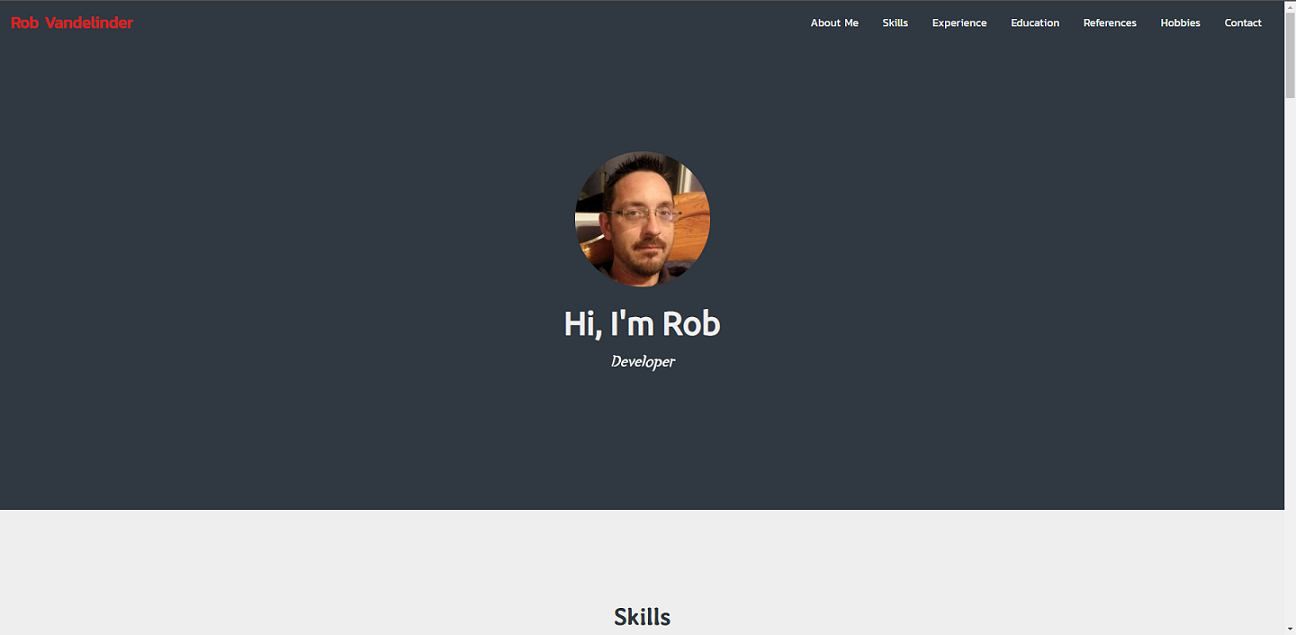 Rob Vandelinder
About Me Skills Experience Education References Hobbies Contact
Hi, I'm Rob
Developer
Skills